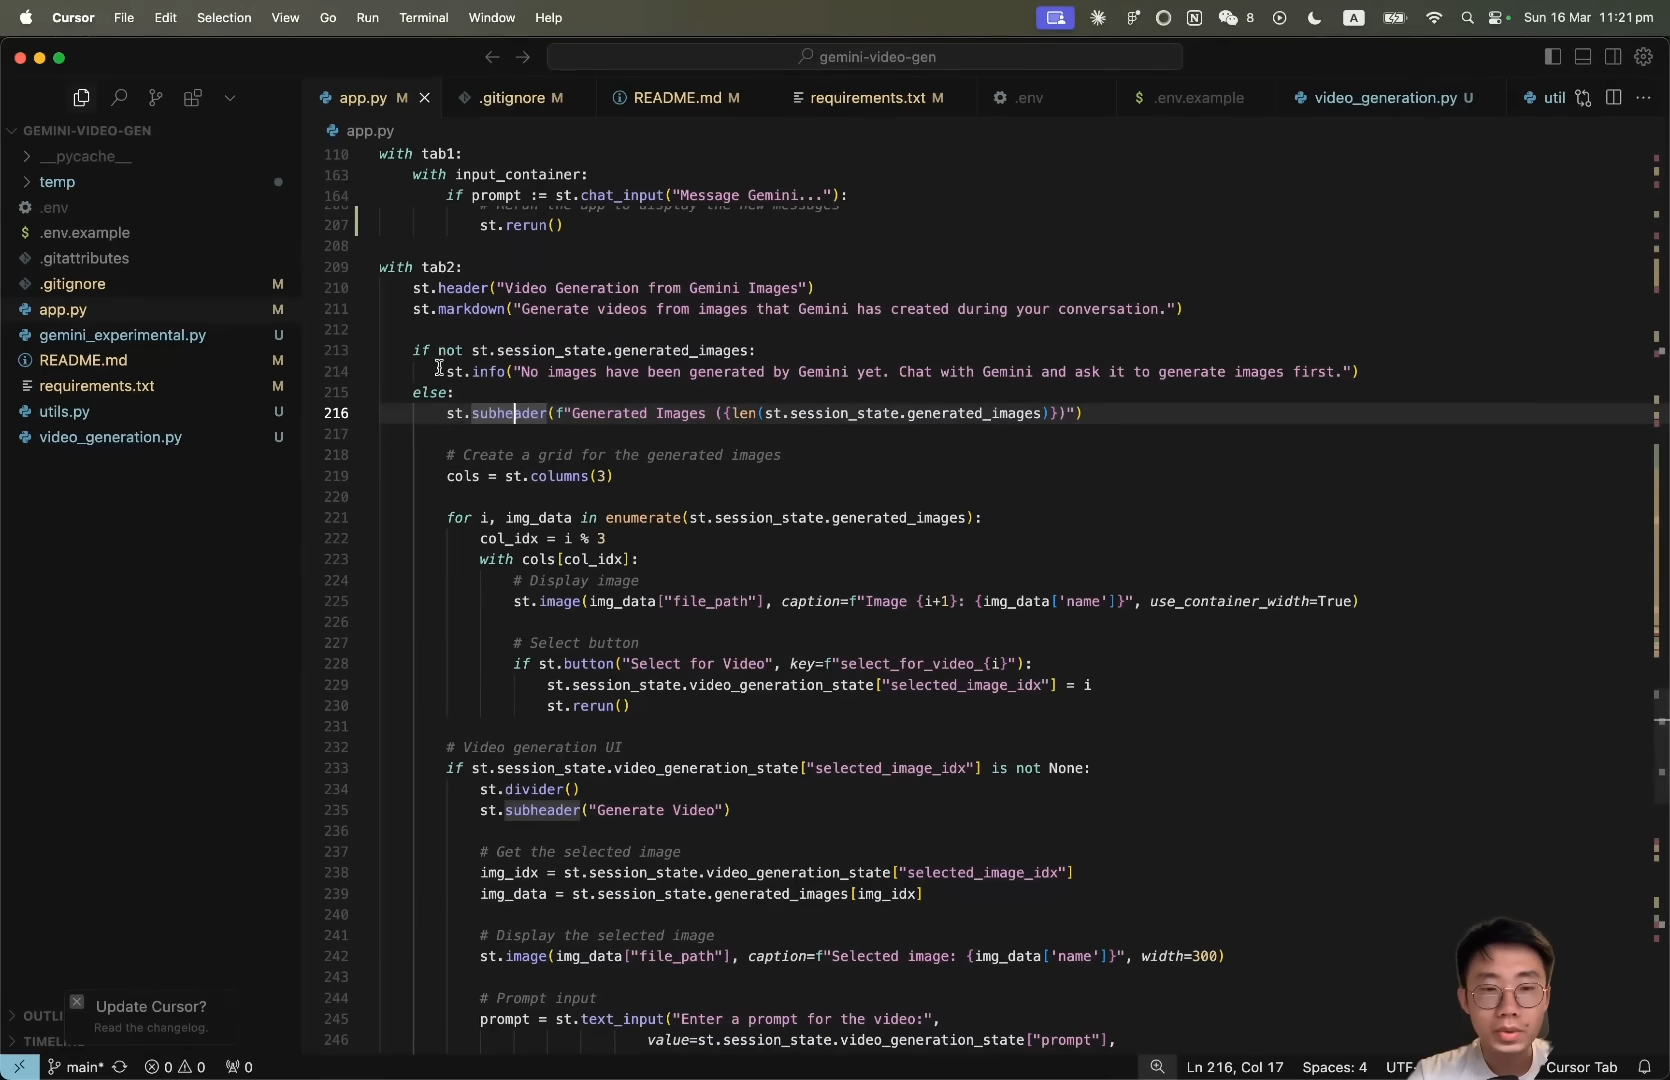 Cursor File Edit Selection View Go Run Terminal Window Help 8 A Sun 16 Mar 11:21 pm
gemini-video-gen
app.py M .gitignore M README.md M requirements.txt M .env $ .env.example video_generation.py U util
GEMINI-VIDEO-GEN
__pycache__
temp
.env
$ .env.example
.gitattributes
.gitignore M
app.py M
gemini_experimental.py U
README.md M
requirements.txt M
utils.py U
video_generation.py U
app.py
110 with tab1:
163 with input_container:
164 if prompt := st.chat_input("Message Gemini..."):
206 # Rerun the app to display the new messages
207 st.rerun()
208
209 with tab2:
210 st.header("Video Generation from Gemini Images")
211 st.markdown("Generate videos from images that Gemini has created during your conversation.")
212
213 if not st.session_state.generated_images:
214 st.info("No images have been generated by Gemini yet. Chat with Gemini and ask it to generate images first.")
215 else:
216 st.subheader(f"Generated Images ({len(st.session_state.generated_images)})")
217
218 # Create a grid for the generated images
219 cols = st.columns(3)
220
221 for i, img_data in enumerate(st.session_state.generated_images):
222 col_idx = i % 3
223 with cols[col_idx]:
224 # Display image
225 st.image(img_data["file_path"], caption=f"Image {i+1}: {img_data['name']}", use_container_width=True)
226
227 # Select button
228 if st.button("Select for Video", key=f"select_for_video_{i}"):
229 st.session_state.video_generation_state["selected_image_idx"] = i
230 st.rerun()
231
232 # Video generation UI
233 if st.session_state.video_generation_state["selected_image_idx"] is not None:
234 st.divider()
235 st.subheader("Generate Video")
236
237 # Get the selected image
238 img_idx = st.session_state.video_generation_state["selected_image_idx"]
239 img_data = st.session_state.generated_images[img_idx]
240
241 # Display the selected image
242 st.image(img_data["file_path"], caption=f"Selected image: {img_data['name']}", width=300)
243
244 # Prompt input
245 prompt = st.text_input("Enter a prompt for the video:",
246 value=st.session_state.video_generation_state["prompt"],
Update Cursor?
Read the changelog.
OUTLI
TIMELIN
main* 0 0 0 Ln 216, Col 17 Spaces: 4 UTF- Cursor Tab